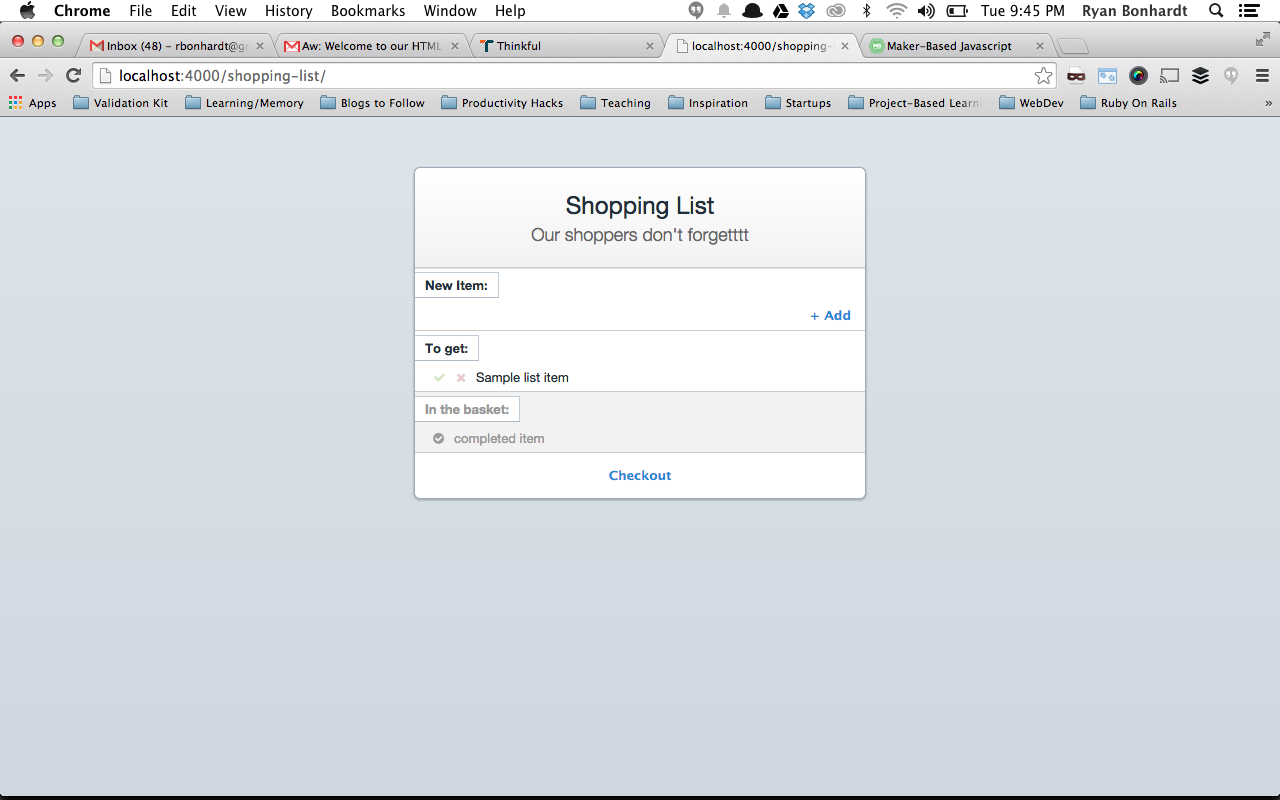 Chrome File Edit View History Bookmarks Window Help Tue 9:45 PM Ryan Bonhardt
Inbox (48) – rbonhardt@gr Aw: Welcome to our HTML Thinkful localhost:4000/shopping- Maker-Based Javascript
localhost:4000/shopping-list/
Apps Validation Kit Learning/Memory Blogs to Follow Productivity Hacks Teaching Inspiration Startups Project-Based Learni WebDev Ruby On Rails »
Shopping List
Our shoppers don't forgetttt
New Item:
+ Add
To get:
Sample list item
In the basket:
completed item
Checkout